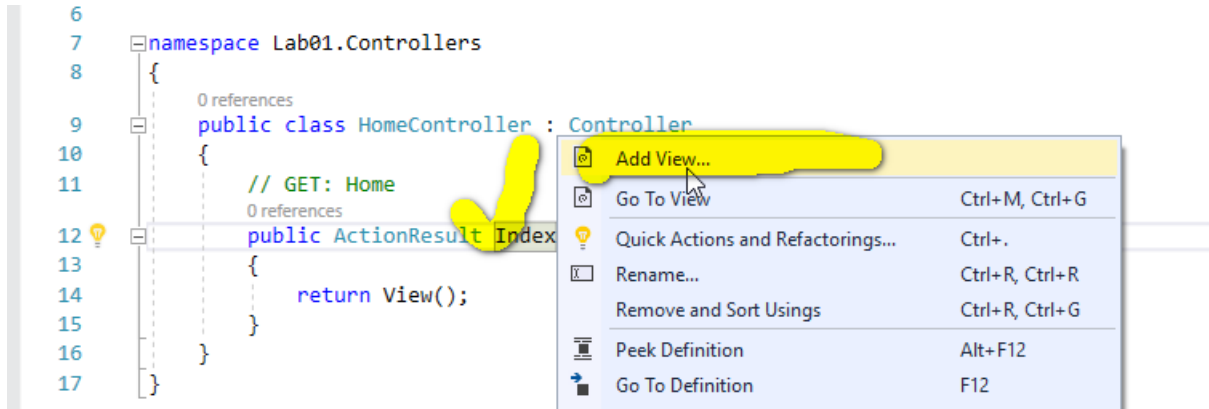 6
7 namespace Lab01.Controllers
8 {
0 references
9 public class HomeController : Controller
10 {
11 // GET: Home
0 references
12 public ActionResult Index
13 {
14 return View();
15 }
16 }
17 }
Add View...
Go To View Ctrl+M, Ctrl+G
Quick Actions and Refactorings... Ctrl+.
Rename... Ctrl+R, Ctrl+R
Remove and Sort Usings Ctrl+R, Ctrl+G
Peek Definition Alt+F12
Go To Definition F12